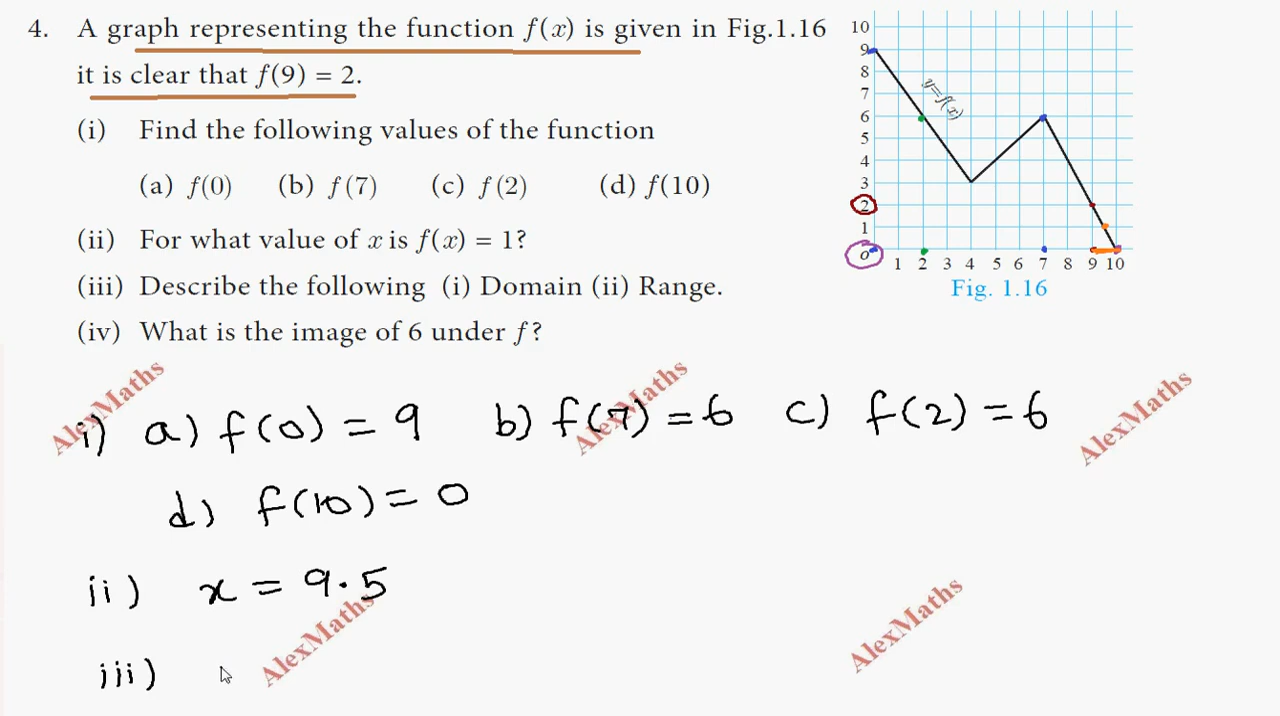 4. A graph representing the function f(x) is given in Fig.1.16
it is clear that f(9) = 2.
(i) Find the following values of the function
(a) f(0) (b) f(7) (c) f(2) (d) f(10)
(ii) For what value of x is f(x) = 1?
(iii) Describe the following (i) Domain (ii) Range.
(iv) What is the image of 6 under f?
10
9
8
7
6
5
4
3
2
1
0
1 2 3 4 5 6 7 8 9 10
y=f(x)
Fig. 1.16
i) a) f(0) = 9 b) f(7) = 6 c) f(2) = 6
d) f(10) = 0
ii) x = 9.5
iii)
AlexMaths
AlexMaths
AlexMaths
AlexMaths
AlexMaths